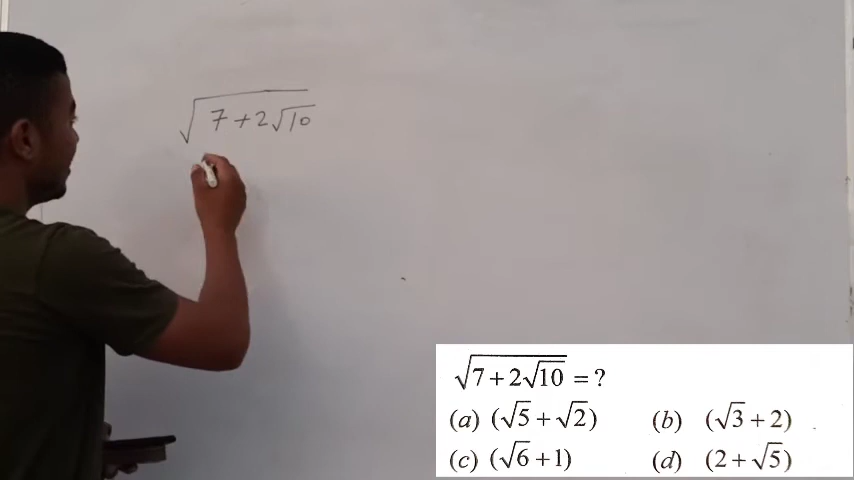 √(7+2√10)
√(7+2√10) = ?
(a) (√5+√2) (b) (√3+2)
(c) (√6+1) (d) (2+√5)